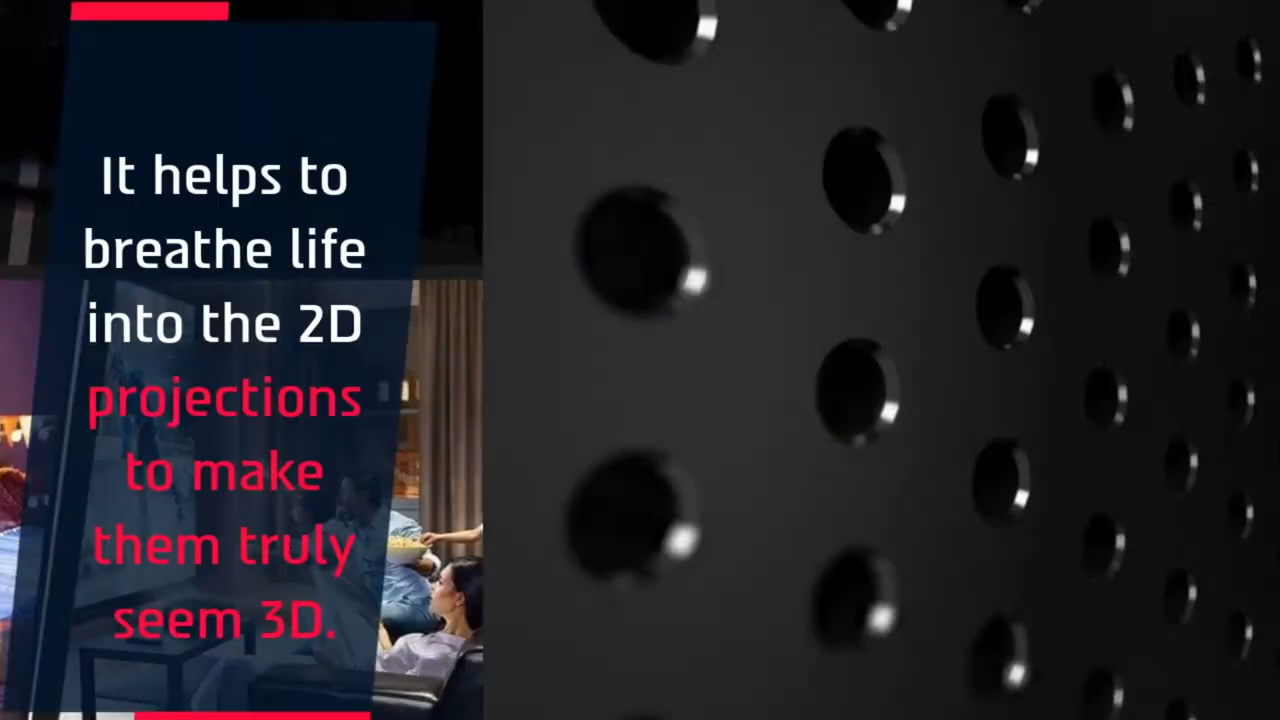 It helps to
breathe life
into the 2D
projections
to make
them truly
seem 3D.